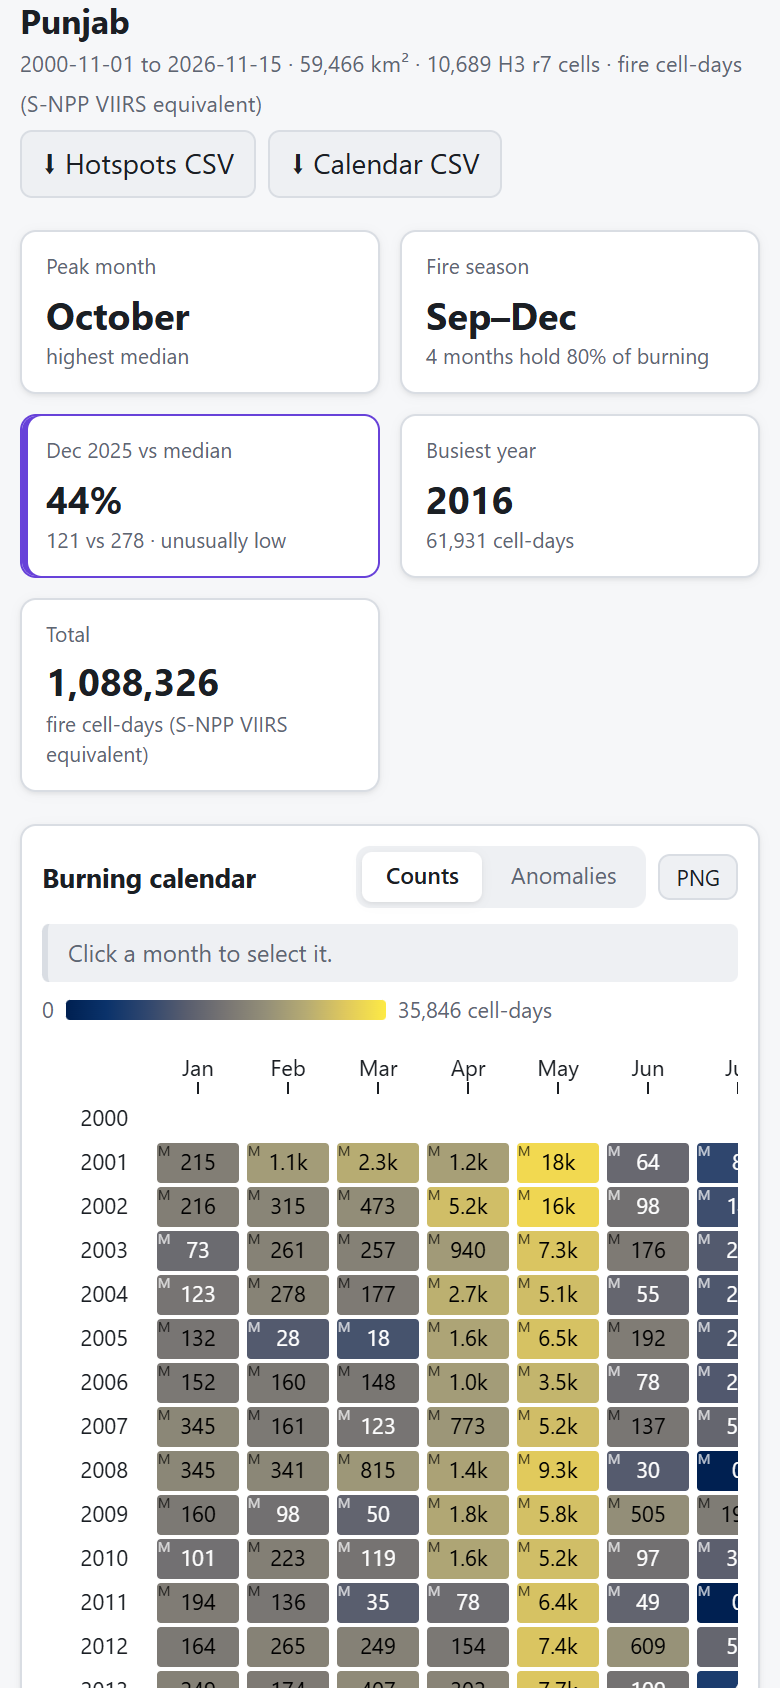 Punjab
2000-11-01 to 2026-11-15 · 59,466 km² · 10,689 H3 r7 cells · fire cell-days
(S-NPP VIIRS equivalent)
⭳ Hotspots CSV ⭳ Calendar CSV
Peak month
October
highest median
Fire season
Sep–Dec
4 months hold 80% of burning
Dec 2025 vs median
44%
121 vs 278 · unusually low
Busiest year
2016
61,931 cell-days
Total
1,088,326
fire cell-days (S-NPP VIIRS
equivalent)
Burning calendar Counts Anomalies PNG
Click a month to select it.
0 35,846 cell-days
Jan Feb Mar Apr May Jun
2000
2001 M 215 M 1.1k M 2.3k M 1.2k M 18k M 64 M
2002 M 216 M 315 M 473 M 5.2k M 16k M 98 M
2003 M 73 M 261 M 257 M 940 M 7.3k M 176 M
2004 M 123 M 278 M 177 M 2.7k M 5.1k M 55 M
2005 M 132 M 28 M 18 M 1.6k M 6.5k M 192 M
2006 M 152 M 160 M 148 M 1.0k M 3.5k M 78 M
2007 M 345 M 161 M 123 M 773 M 5.2k M 137 M
2008 M 345 M 341 M 815 M 1.4k M 9.3k M 30 M
2009 M 160 M 98 M 50 M 1.8k M 5.8k M 505 M
2010 M 101 M 223 M 119 M 1.6k M 5.2k M 97 M
2011 M 194 M 136 M 35 M 78 M 6.4k M 49 M
2012 164 265 249 154 7.4k 609